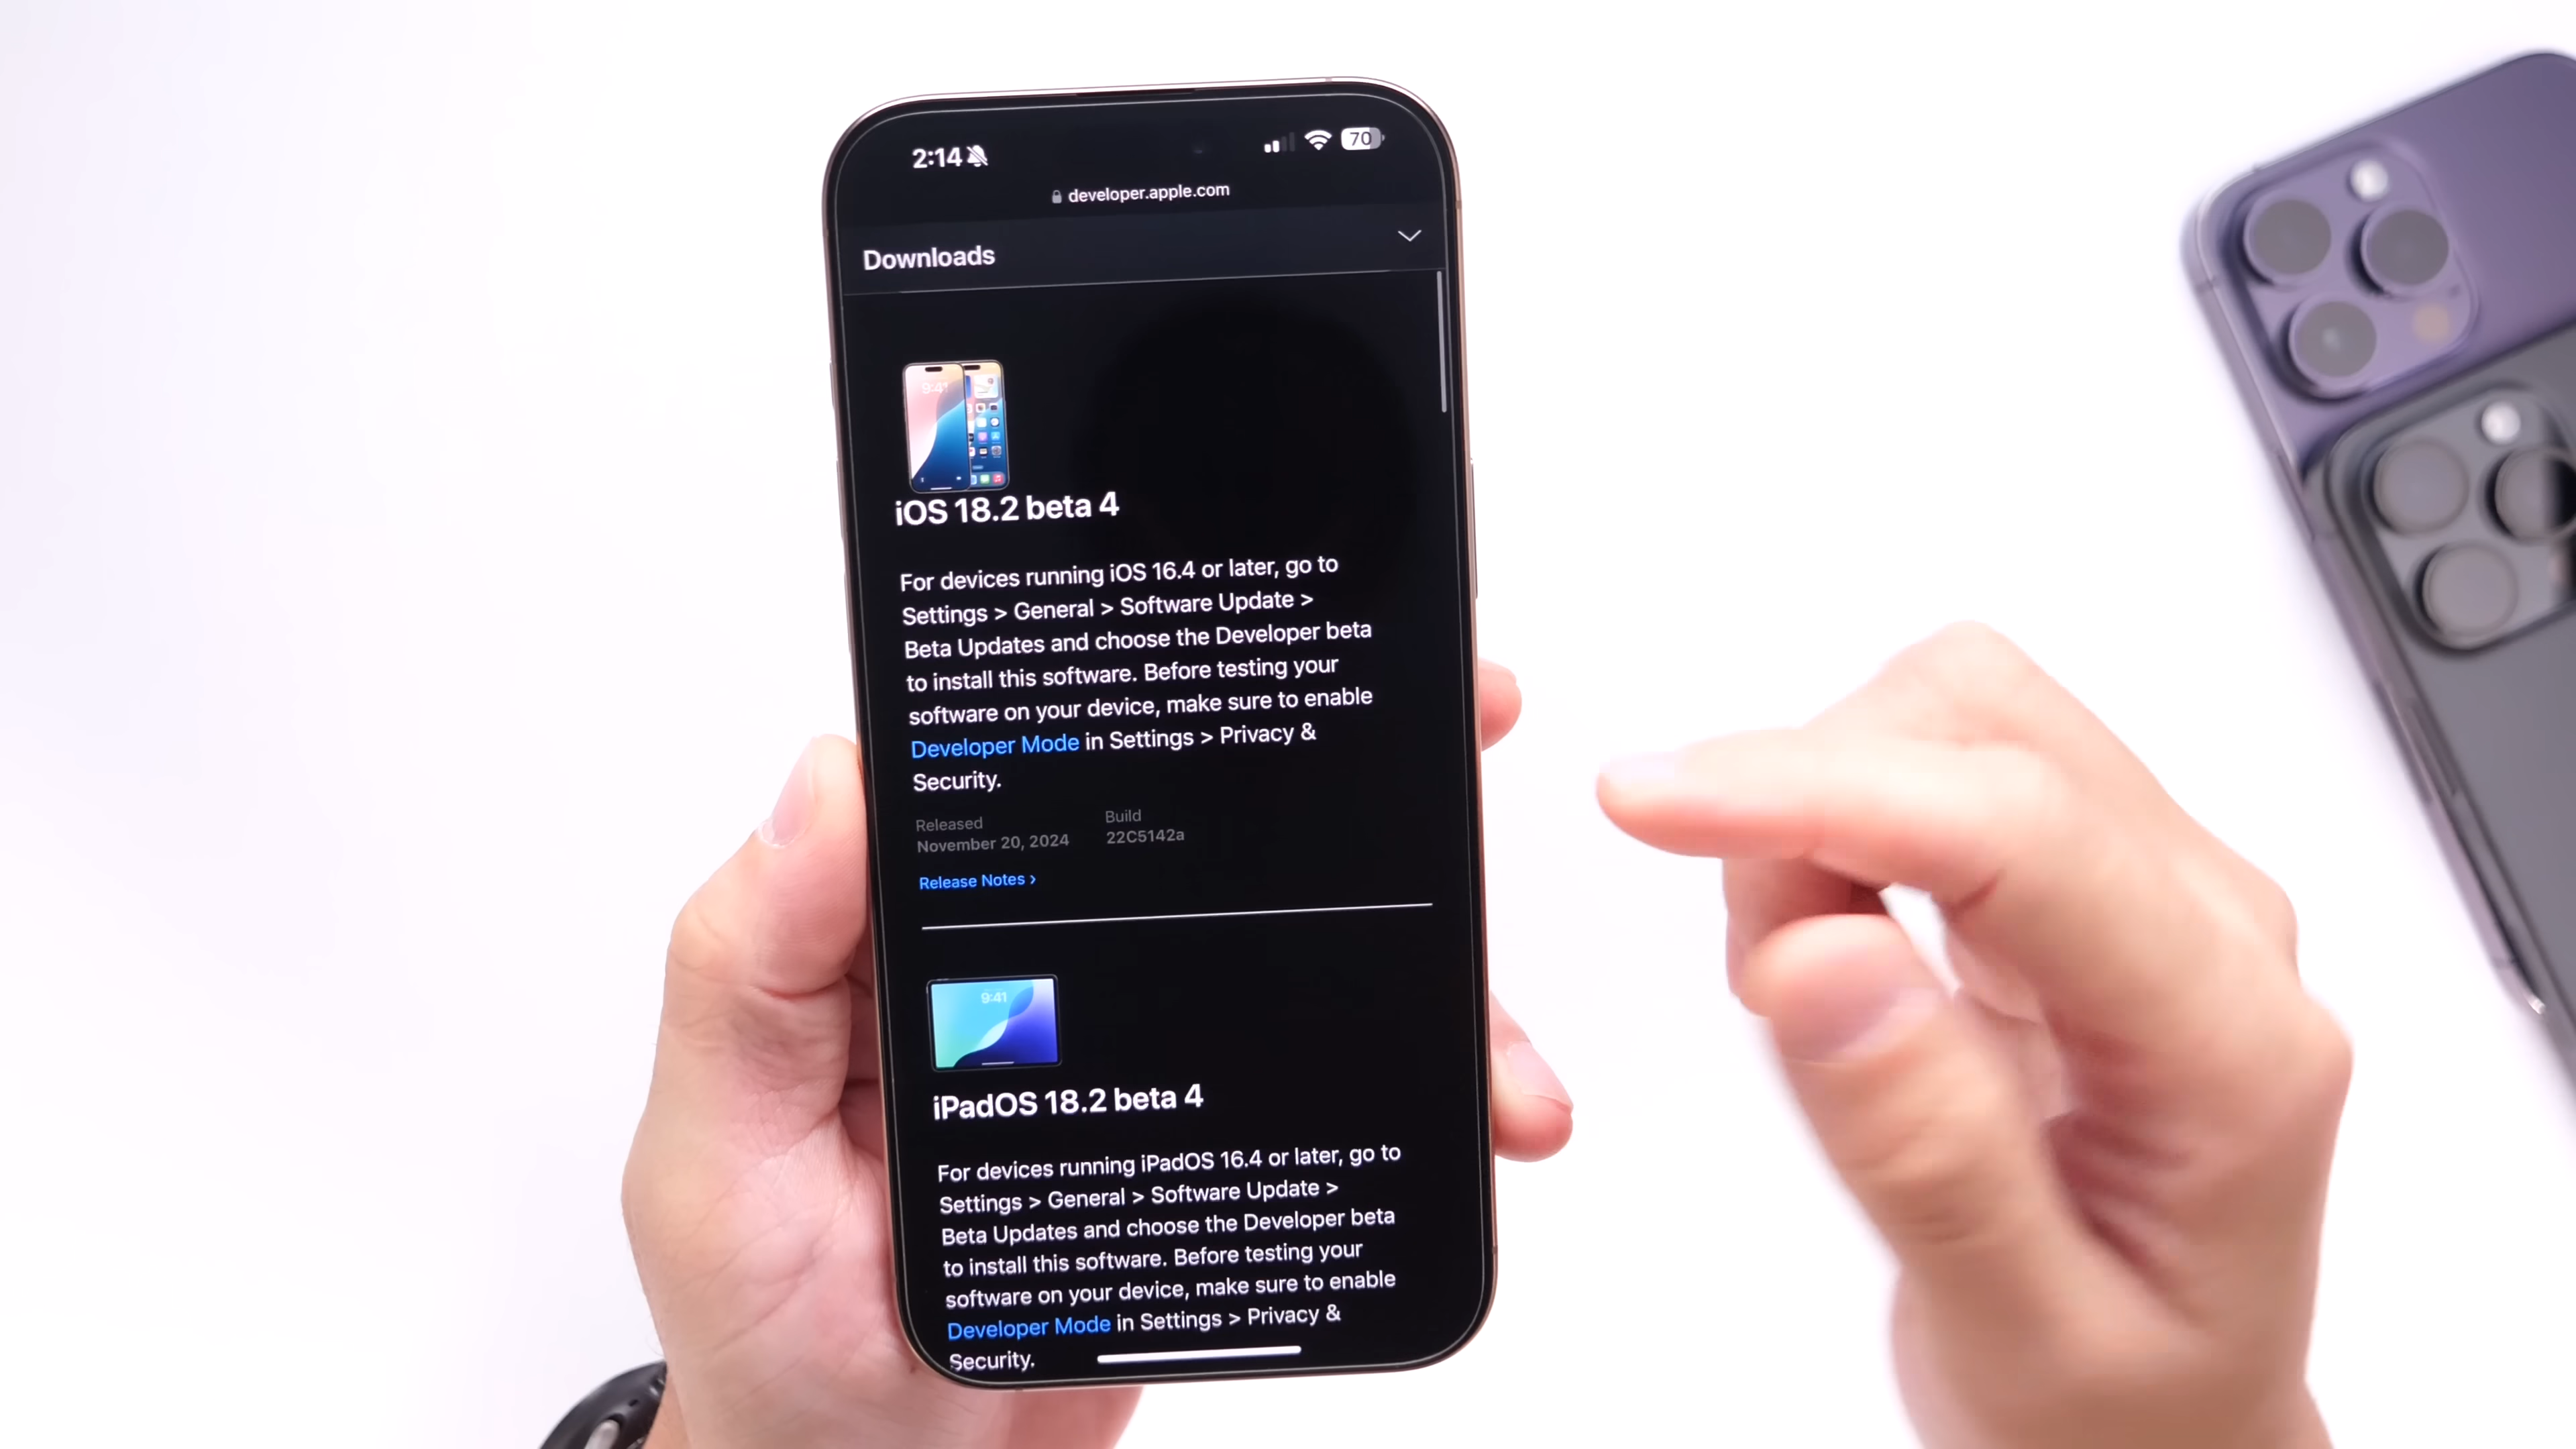 2:14
70
developer.apple.com
Downloads
9:41
iOS 18.2 beta 4
For devices running iOS 16.4 or later, go to
Settings > General > Software Update >
Beta Updates and choose the Developer beta
to install this software. Before testing your
software on your device, make sure to enable
Developer Mode in Settings > Privacy &
Security.
Released
November 20, 2024
Build
22C5142a
Release Notes ›
9:41
iPadOS 18.2 beta 4
For devices running iPadOS 16.4 or later, go to
Settings > General > Software Update >
Beta Updates and choose the Developer beta
to install this software. Before testing your
software on your device, make sure to enable
Developer Mode in Settings > Privacy &
Security.